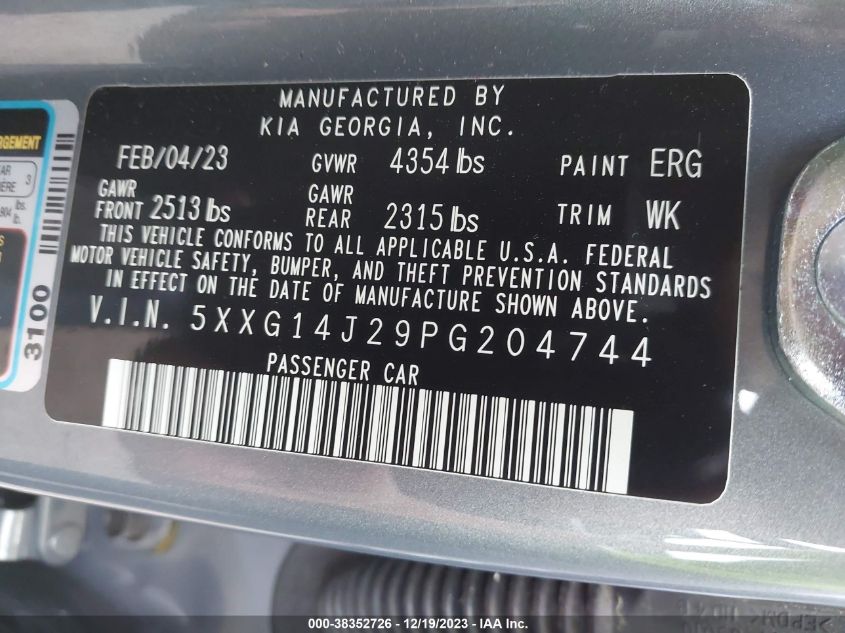 MANUFACTURED BY
KIA GEORGIA, INC.
FEB/04/23 GVWR 4354 lbs PAINT ERG
GAWR FRONT 2513 lbs GAWR REAR 2315 lbs TRIM WK
THIS VEHICLE CONFORMS TO ALL APPLICABLE U.S.A. FEDERAL
MOTOR VEHICLE SAFETY, BUMPER, AND THEFT PREVENTION STANDARDS
IN EFFECT ON THE DATE OF MANUFACTURE SHOWN ABOVE.
V.I.N. 5XXG14J29PG204744
PASSENGER CAR
3
lbs.
lb.
3100
000-38352726 - 12/19/2023 - IAA, Inc.